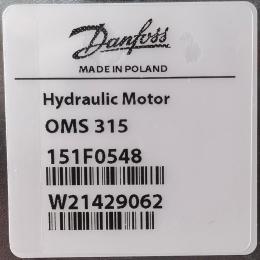 Danfoss
MADE IN POLAND
Hydraulic Motor
OMS 315
151F0548
W21429062